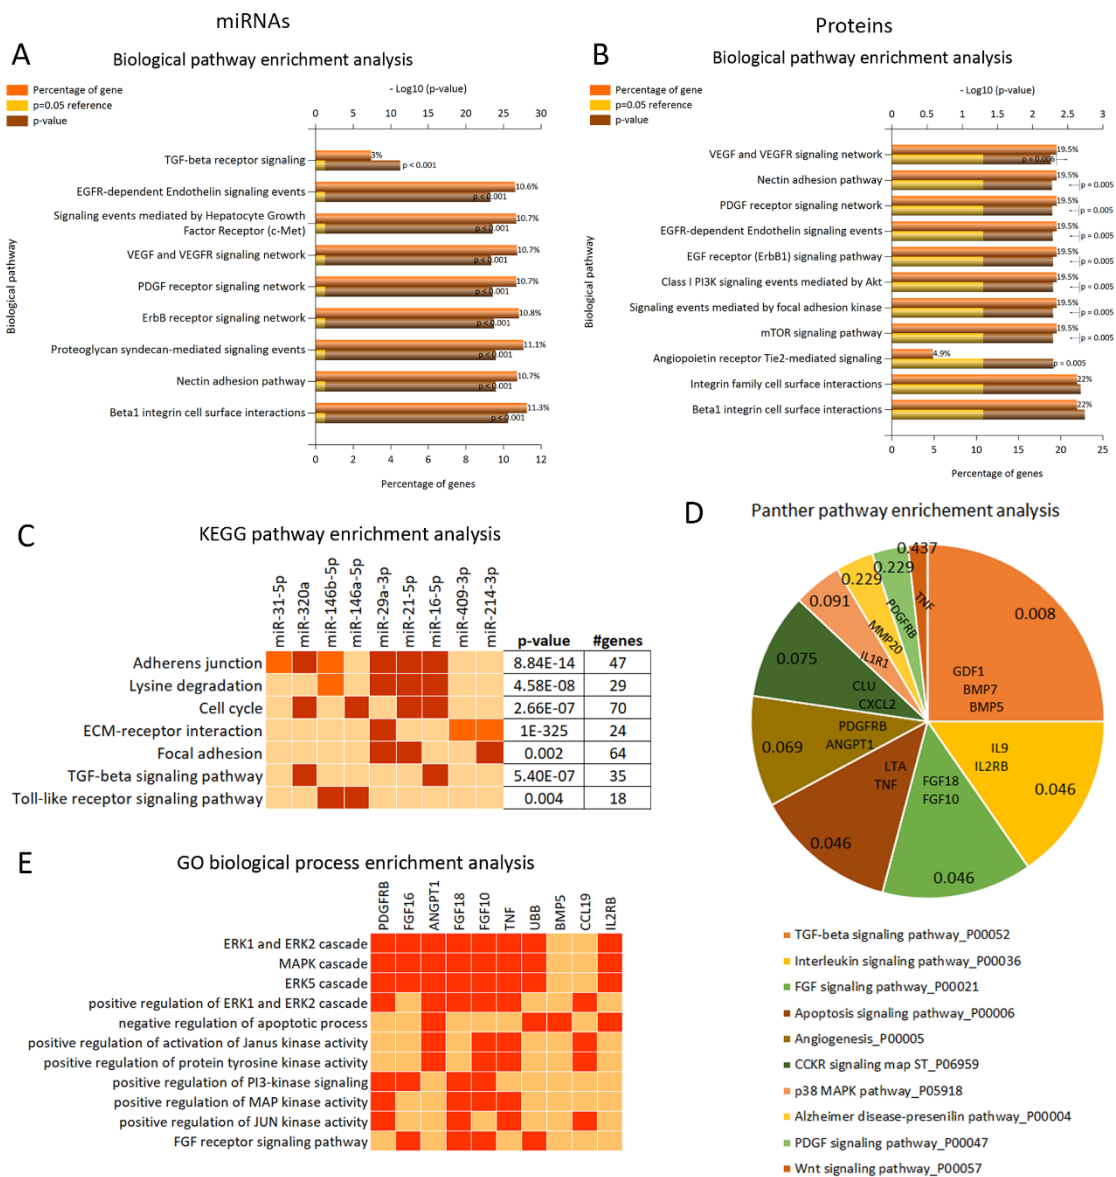 miRNAs
Proteins
A
Biological pathway enrichment analysis
Percentage of gene
p=0.05 reference
p-value
- Log10 (p-value)
0 5 10 15 20 25 30
TGF-beta receptor signaling
3%
p < 0.001
EGFR-dependent Endothelin signaling events
10.6%
p < 0.001
Signaling events mediated by Hepatocyte Growth
Factor Receptor (c-Met)
10.7%
p < 0.001
VEGF and VEGFR signaling network
10.7%
p < 0.001
PDGF receptor signaling network
10.7%
p < 0.001
ErbB receptor signaling network
10.8%
p < 0.001
Proteoglycan syndecan-mediated signaling events
11.1%
p < 0.001
Nectin adhesion pathway
10.7%
p < 0.001
Beta1 integrin cell surface interactions
11.3%
p < 0.001
Biological pathway
0 2 4 6 8 10 12
Percentage of genes
B
Biological pathway enrichment analysis
Percentage of gene
p=0.05 reference
p-value
- Log10 (p-value)
0 0.5 1 1.5 2 2.5 3
VEGF and VEGFR signaling network
19.5%
p = 0.006
Nectin adhesion pathway
19.5%
p = 0.005
PDGF receptor signaling network
19.5%
p = 0.005
EGFR-dependent Endothelin signaling events
19.5%
p = 0.005
EGF receptor (ErbB1) signaling pathway
19.5%
p = 0.005
Class I PI3K signaling events mediated by Akt
19.5%
p = 0.005
Signaling events mediated by focal adhesion kinase
19.5%
p = 0.005
mTOR signaling pathway
19.5%
p = 0.005
Angiopoietin receptor Tie2-mediated signaling
4.9%
p = 0.005
Integrin family cell surface interactions
22%
Beta1 integrin cell surface interactions
22%
Biological pathway
0 5 10 15 20 25
Percentage of genes
C
KEGG pathway enrichment analysis
miR-31-5p
miR-320a
miR-146b-5p
miR-146a-5p
miR-29a-3p
miR-21-5p
miR-16-5p
miR-409-3p
miR-214-3p
p-value #genes
Adherens junction 8.84E-14 47
Lysine degradation 4.58E-08 29
Cell cycle 2.66E-07 70
ECM-receptor interaction 1E-325 24
Focal adhesion 0.002 64
TGF-beta signaling pathway 5.40E-07 35
Toll-like receptor signaling pathway 0.004 18
D
Panther pathway enrichement analysis
0.008
GDF1
BMP7
BMP5
0.046
IL9
IL2RB
0.046
FGF18
FGF10
0.046
LTA
TNF
0.069
PDGFRB
ANGPT1
0.075
CLU
CXCL2
0.091
IL1R1
0.229
MMP20
0.229
PDGFRB
0.437
TNF
TGF-beta signaling pathway_P00052
Interleukin signaling pathway_P00036
FGF signaling pathway_P00021
Apoptosis signaling pathway_P00006
Angiogenesis_P00005
CCKR signaling map ST_P06959
p38 MAPK pathway_P05918
Alzheimer disease-presenilin pathway_P00004
PDGF signaling pathway_P00047
Wnt signaling pathway_P00057
E
GO biological process enrichment analysis
PDGFRB
FGF16
ANGPT1
FGF18
FGF10
TNF
UBB
BMP5
CCL19
IL2RB
ERK1 and ERK2 cascade
MAPK cascade
ERK5 cascade
positive regulation of ERK1 and ERK2 cascade
negative regulation of apoptotic process
positive regulation of activation of Janus kinase activity
positive regulation of protein tyrosine kinase activity
positive regulation of PI3-kinase signaling
positive regulation of MAP kinase activity
positive regulation of JUN kinase activity
FGF receptor signaling pathway